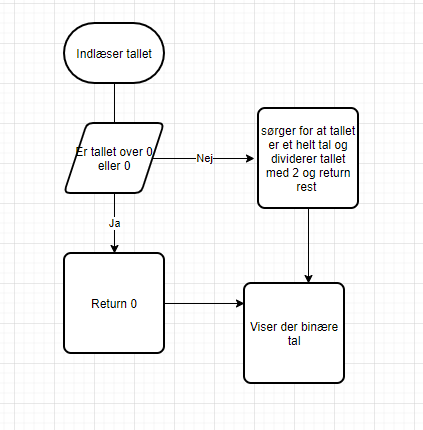 Indlæser tallet
Er tallet over 0
eller 0
Nej
sørger for at tallet
er et helt tal og
dividerer tallet
med 2 og return
rest
Ja
Return 0
Viser der binære
tal